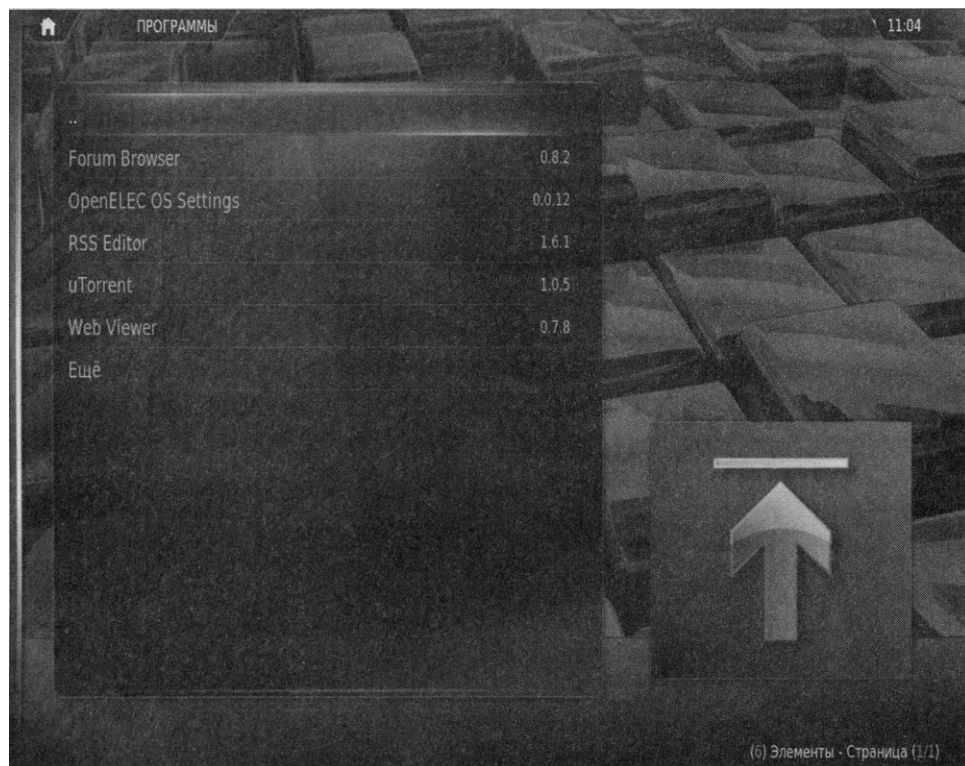 ПРОГРАММЫ 11:04
..
Forum Browser 0.8.2
OpenELEC OS Settings 0.0.12
RSS Editor 1.6.1
uTorrent 1.0.5
Web Viewer 0.7.8
Ещё
(6) Элементы - Страница (1/1)